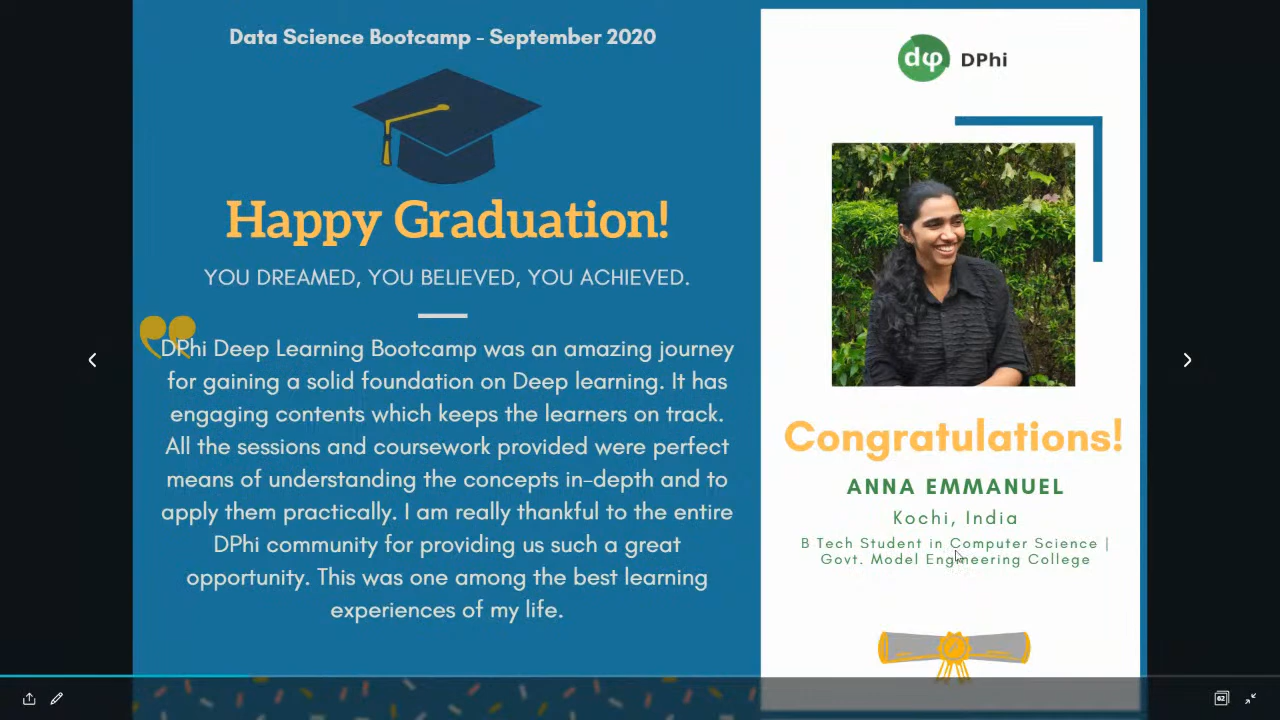 Data Science Bootcamp - September 2020
Happy Graduation!
YOU DREAMED, YOU BELIEVED, YOU ACHIEVED.
DPhi Deep Learning Bootcamp was an amazing journey
for gaining a solid foundation on Deep learning. It has
engaging contents which keeps the learners on track.
All the sessions and coursework provided were perfect
means of understanding the concepts in-depth and to
apply them practically. I am really thankful to the entire
DPhi community for providing us such a great
opportunity. This was one among the best learning
experiences of my life.
dφ DPhi
Congratulations!
ANNA EMMANUEL
Kochi, India
B Tech Student in Computer Science |
Govt. Model Engineering College
62